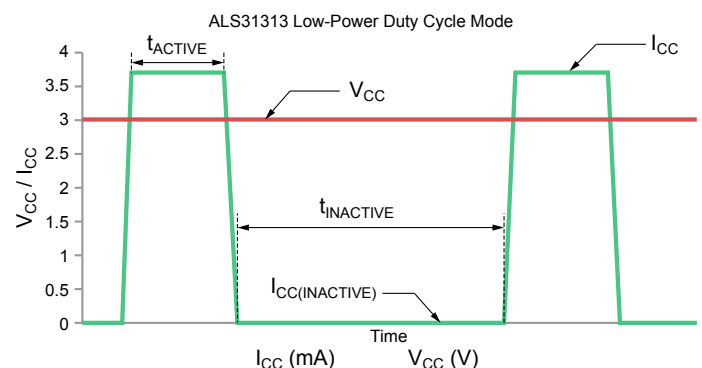 ALS31313 Low-Power Duty Cycle Mode
tACTIVE
ICC
VCC
4
3.5
3
2.5
2
1.5
1
0.5
0
VCC / ICC
tINACTIVE
ICC(INACTIVE)
Time
ICC (mA) VCC (V)